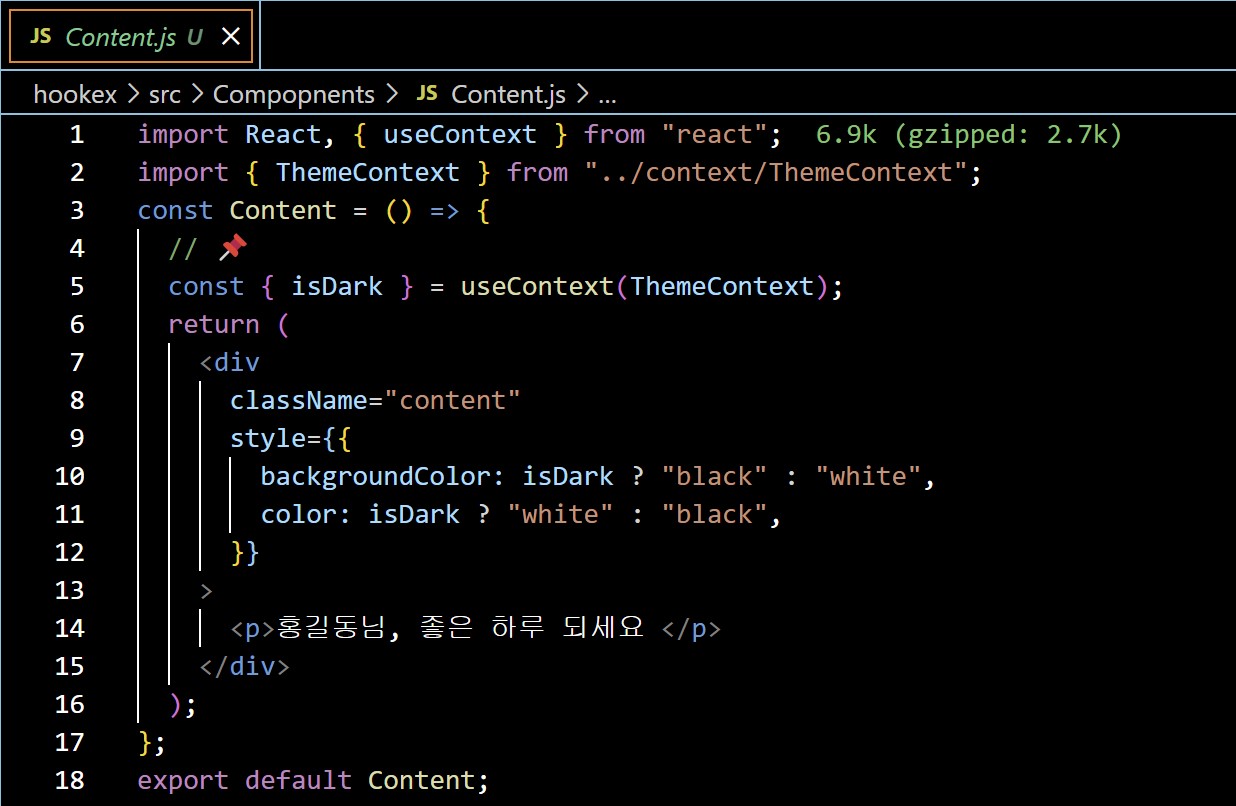 JS Content.js U ×
hookex > src > Compopnents > JS Content.js > ...
1 import React, { useContext } from "react"; 6.9k (gzipped: 2.7k)
2 import { ThemeContext } from "../context/ThemeContext";
3 const Content = () => {
4   // 📌
5   const { isDark } = useContext(ThemeContext);
6   return (
7     <div
8       className="content"
9       style={{
10         backgroundColor: isDark ? "black" : "white",
11         color: isDark ? "white" : "black",
12       }}
13     >
14       <p>홍길동님, 좋은 하루 되세요 </p>
15     </div>
16   );
17 };
18 export default Content;